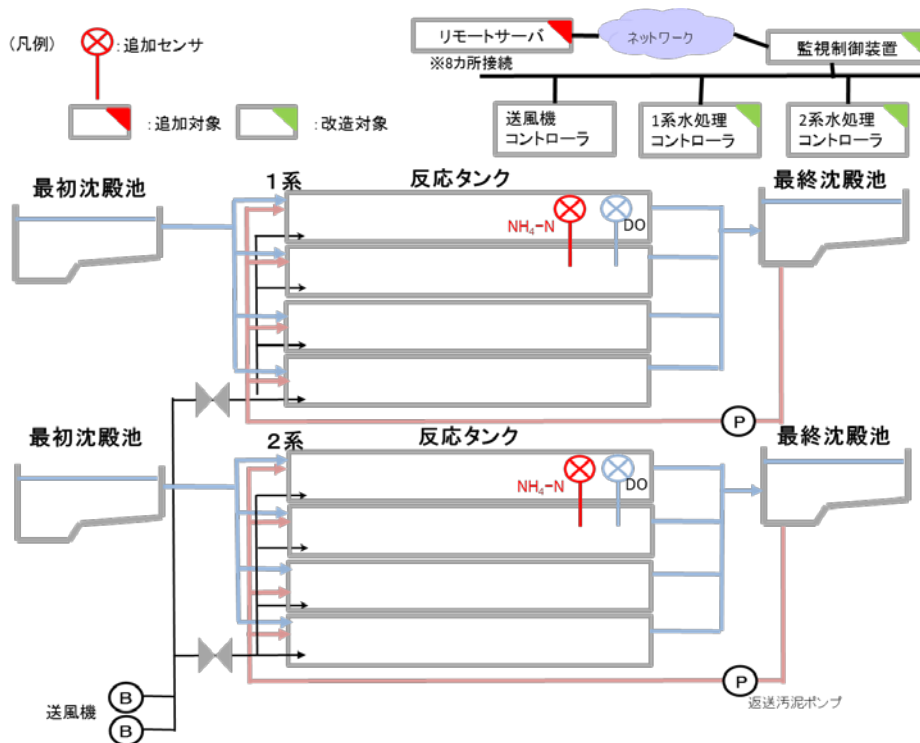 (凡例)
:追加センサ
:追加対象
:改造対象
リモートサーバ
※8カ所接続
ネットワーク
監視制御装置
送風機
コントローラ
1系水処理
コントローラ
2系水処理
コントローラ
最初沈殿池
1系
反応タンク
最終沈殿池
NH₄-N
DO
P
最初沈殿池
2系
反応タンク
最終沈殿池
NH₄-N
DO
P
返送汚泥ポンプ
送風機
B
B